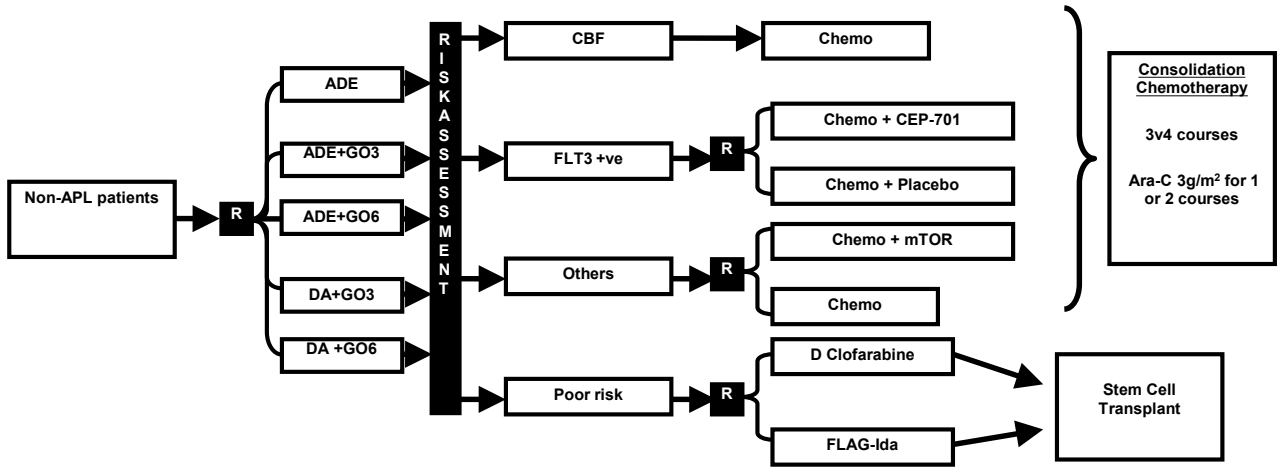 Non-APL patients
R
ADE
ADE+GO3
ADE+GO6
DA+GO3
DA +GO6
RISKASSESSMENT
CBF
Chemo
FLT3 +ve
R
Chemo + CEP-701
Chemo + Placebo
Others
R
Chemo + mTOR
Chemo
Poor risk
R
D Clofarabine
FLAG-Ida
Consolidation
Chemotherapy
3v4 courses
Ara-C 3g/m² for 1
or 2 courses
Stem Cell
Transplant